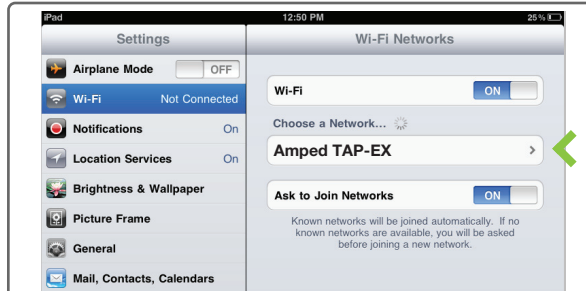 iPad 12:50 PM 25%
Settings
Wi-Fi Networks
Airplane Mode OFF
Wi-Fi Not Connected
Notifications On
Location Services On
Brightness & Wallpaper
Picture Frame
General
Mail, Contacts, Calendars
Wi-Fi ON
Choose a Network...
Amped TAP-EX
Ask to Join Networks ON
Known networks will be joined automatically. If no
known networks are available, you will be asked
before joining a new network.